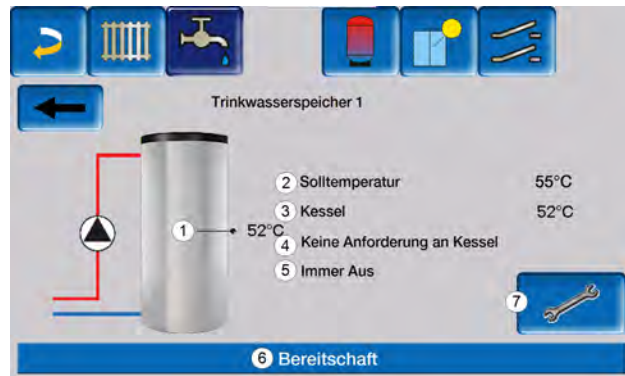 Trinkwasserspeicher 1
2 Solltemperatur 55°C
3 Kessel 52°C
1 52°C
4 Keine Anforderung an Kessel
5 Immer Aus
7
6 Bereitschaft